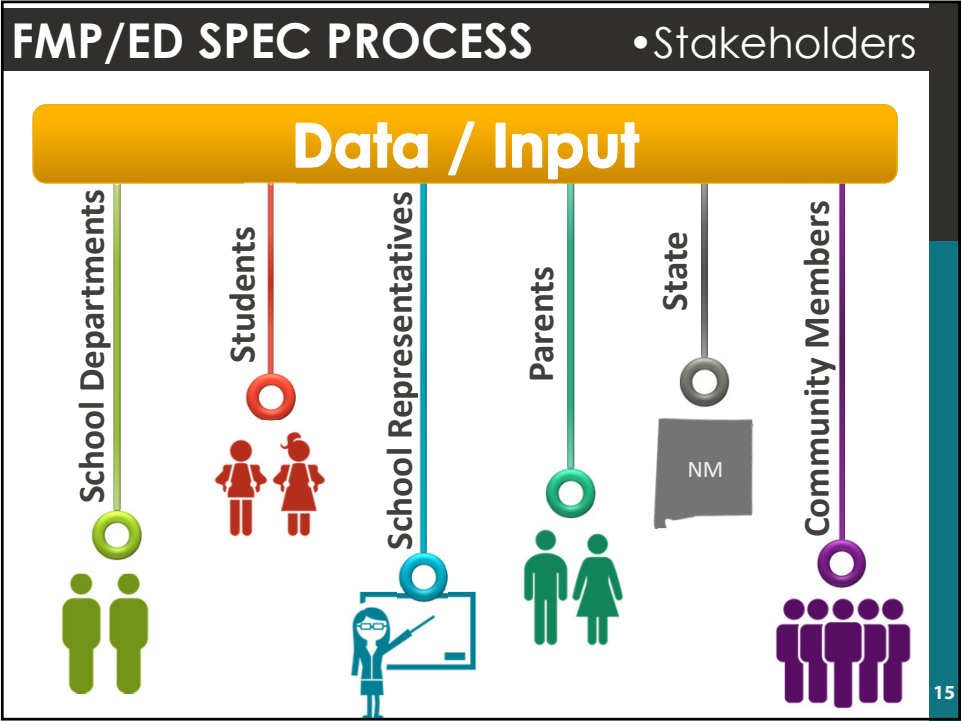 FMP/ED SPEC PROCESS
•Stakeholders
Data / Input
School Departments
Students
School Representatives
Parents
State
Community Members
NM
15